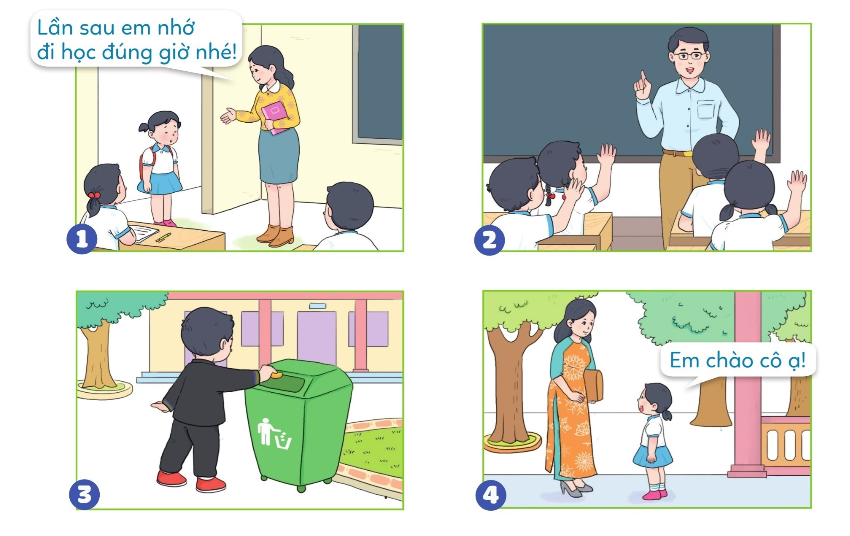 Lần sau em nhớ
đi học đúng giờ nhé!
1
2
Em chào cô ạ!
3
4